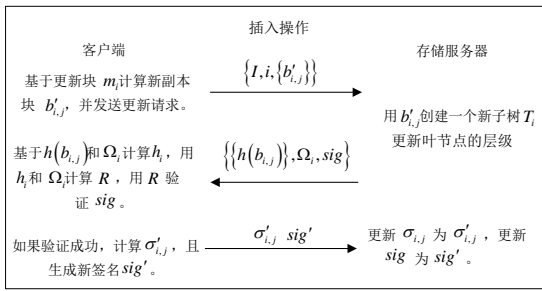 插入操作
客户端
存储服务器
基于更新块 m_i 计算新副本
块 b′_{i,j}，并发送更新请求。
{I,i,{b′_{i,j}}}
用 b′_{i,j} 创建一个新子树 T_i
更新叶节点的层级
基于 h(b_{i,j}) 和 Ω_i 计算 h_i，用
h_i 和 Ω_i 计算 R，用 R 验
证 sig。
{{h(b_{i,j})},Ω_i,sig}
如果验证成功，计算 σ′_{i,j}，且
生成新签名 sig′。
σ′_{i,j} sig′
更新 σ_{i,j} 为 σ′_{i,j}，更新
sig 为 sig′。